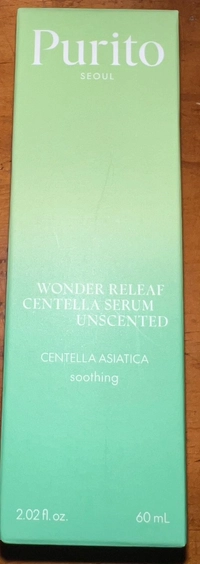 Purito
SEOUL
WONDER RELEAF
CENTELLA SERUM
UNSCENTED
CENTELLA ASIATICA
soothing
2.02 fl. oz. 60 mL